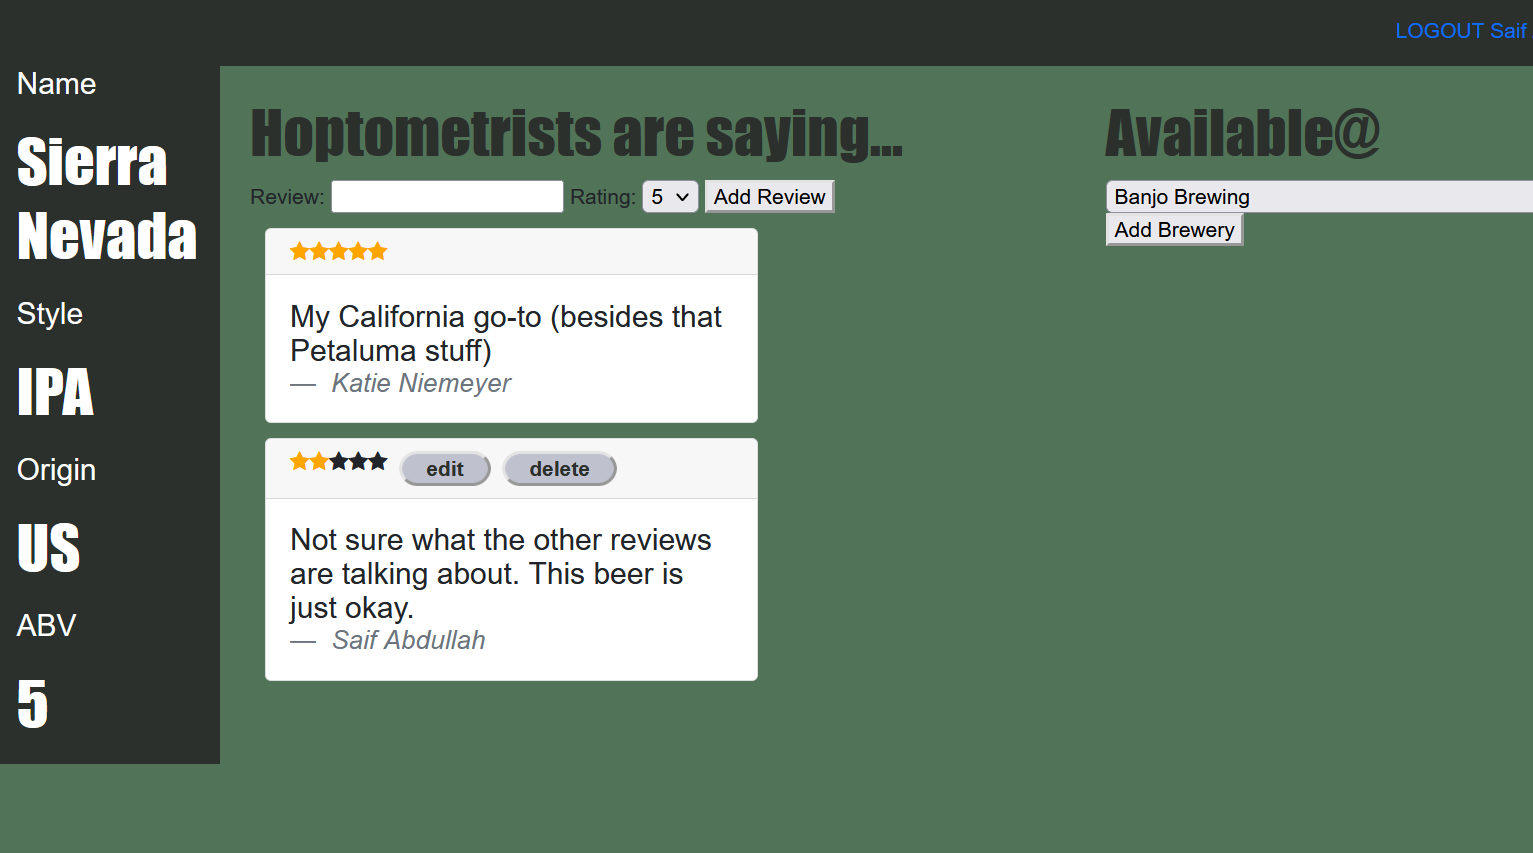 LOGOUT Saif
Name
Sierra
Nevada
Style
IPA
Origin
US
ABV
5
Hoptometrists are saying...
Review: Rating: 5 Add Review
My California go-to (besides that
Petaluma stuff)
— Katie Niemeyer
edit delete
Not sure what the other reviews
are talking about. This beer is
just okay.
— Saif Abdullah
Available@
Banjo Brewing
Add Brewery